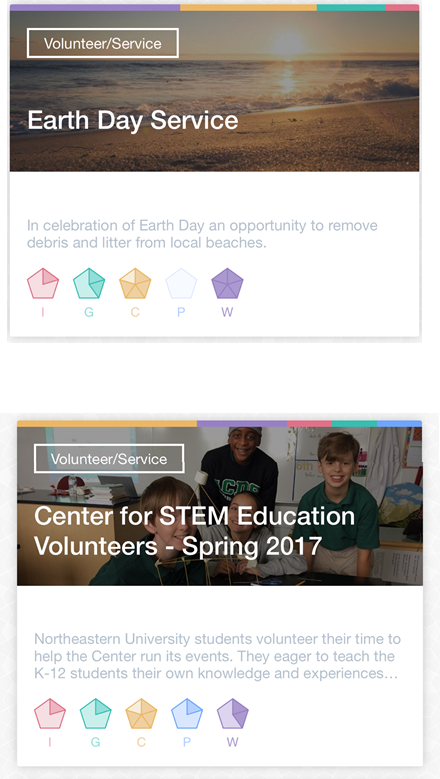 Volunteer/Service
Earth Day Service
In celebration of Earth Day an opportunity to remove
debris and litter from local beaches.
I G C P W
Volunteer/Service
Center for STEM Education
Volunteers - Spring 2017
Northeastern University students volunteer their time to
help the Center run its events. They eager to teach the
K-12 students their own knowledge and experiences...
I G C P W